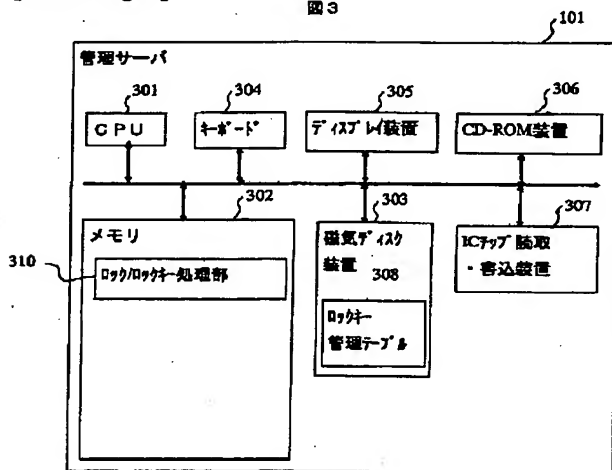 図3
101
管理サーバ
301
304
305
306
CPU
キーボード
ディスプレイ装置
CD-ROM装置
302
303
307
メモリ
磁気ディスク
装置
ICチップ読取
・書込装置
310
ロック/ロックキー処理部
308
ロックキー
管理テーブル